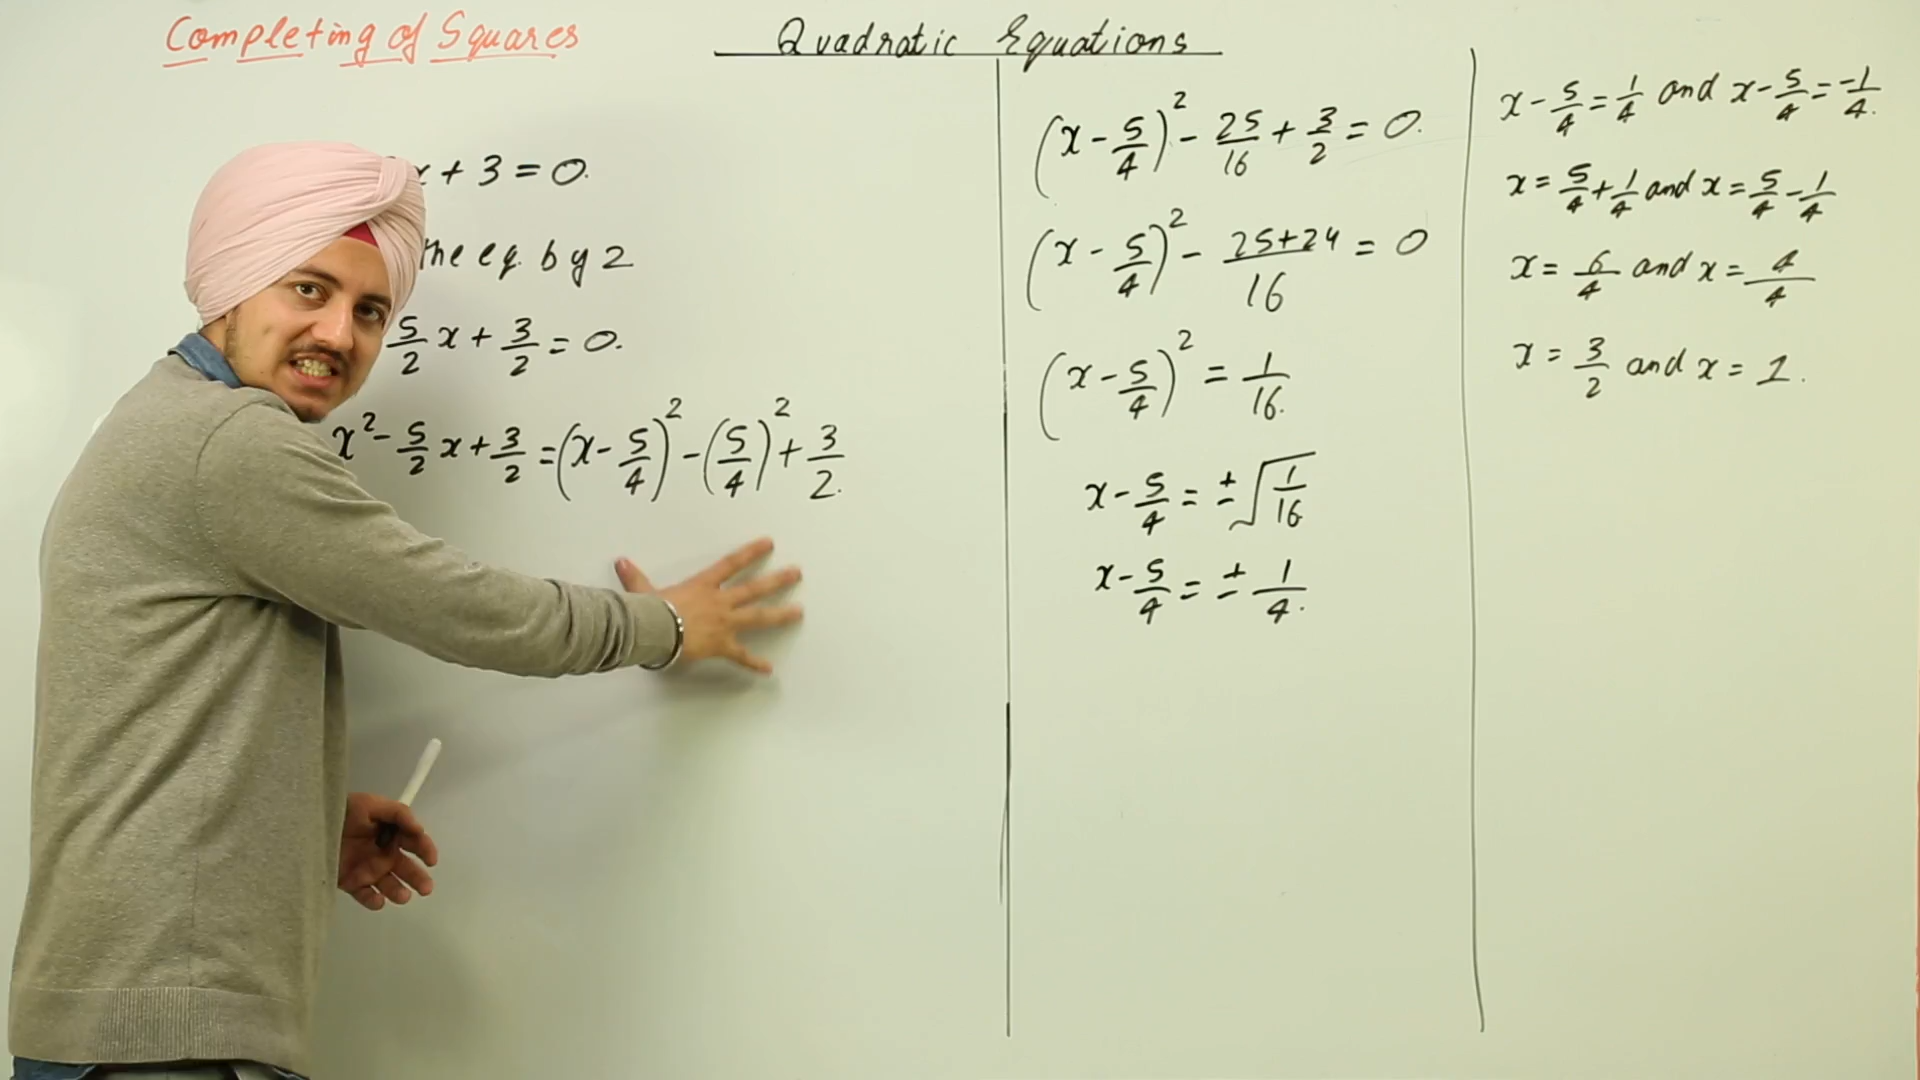 Completing of Squares
Quadratic Equations
x + 3 = 0.
the eq. by 2
5/2 x + 3/2 = 0.
x² - 5/2 x + 3/2 = (x - 5/4)² - (5/4)² + 3/2.
(x - 5/4)² - 25/16 + 3/2 = 0.
(x - 5/4)² - 25+24/16 = 0
(x - 5/4)² = 1/16.
x - 5/4 = ± √1/16
x - 5/4 = ± 1/4.
x - 5/4 = 1/4 and x - 5/4 = -1/4.
x = 5/4 + 1/4 and x = 5/4 - 1/4
x = 6/4 and x = 4/4
x = 3/2 and x = 1.